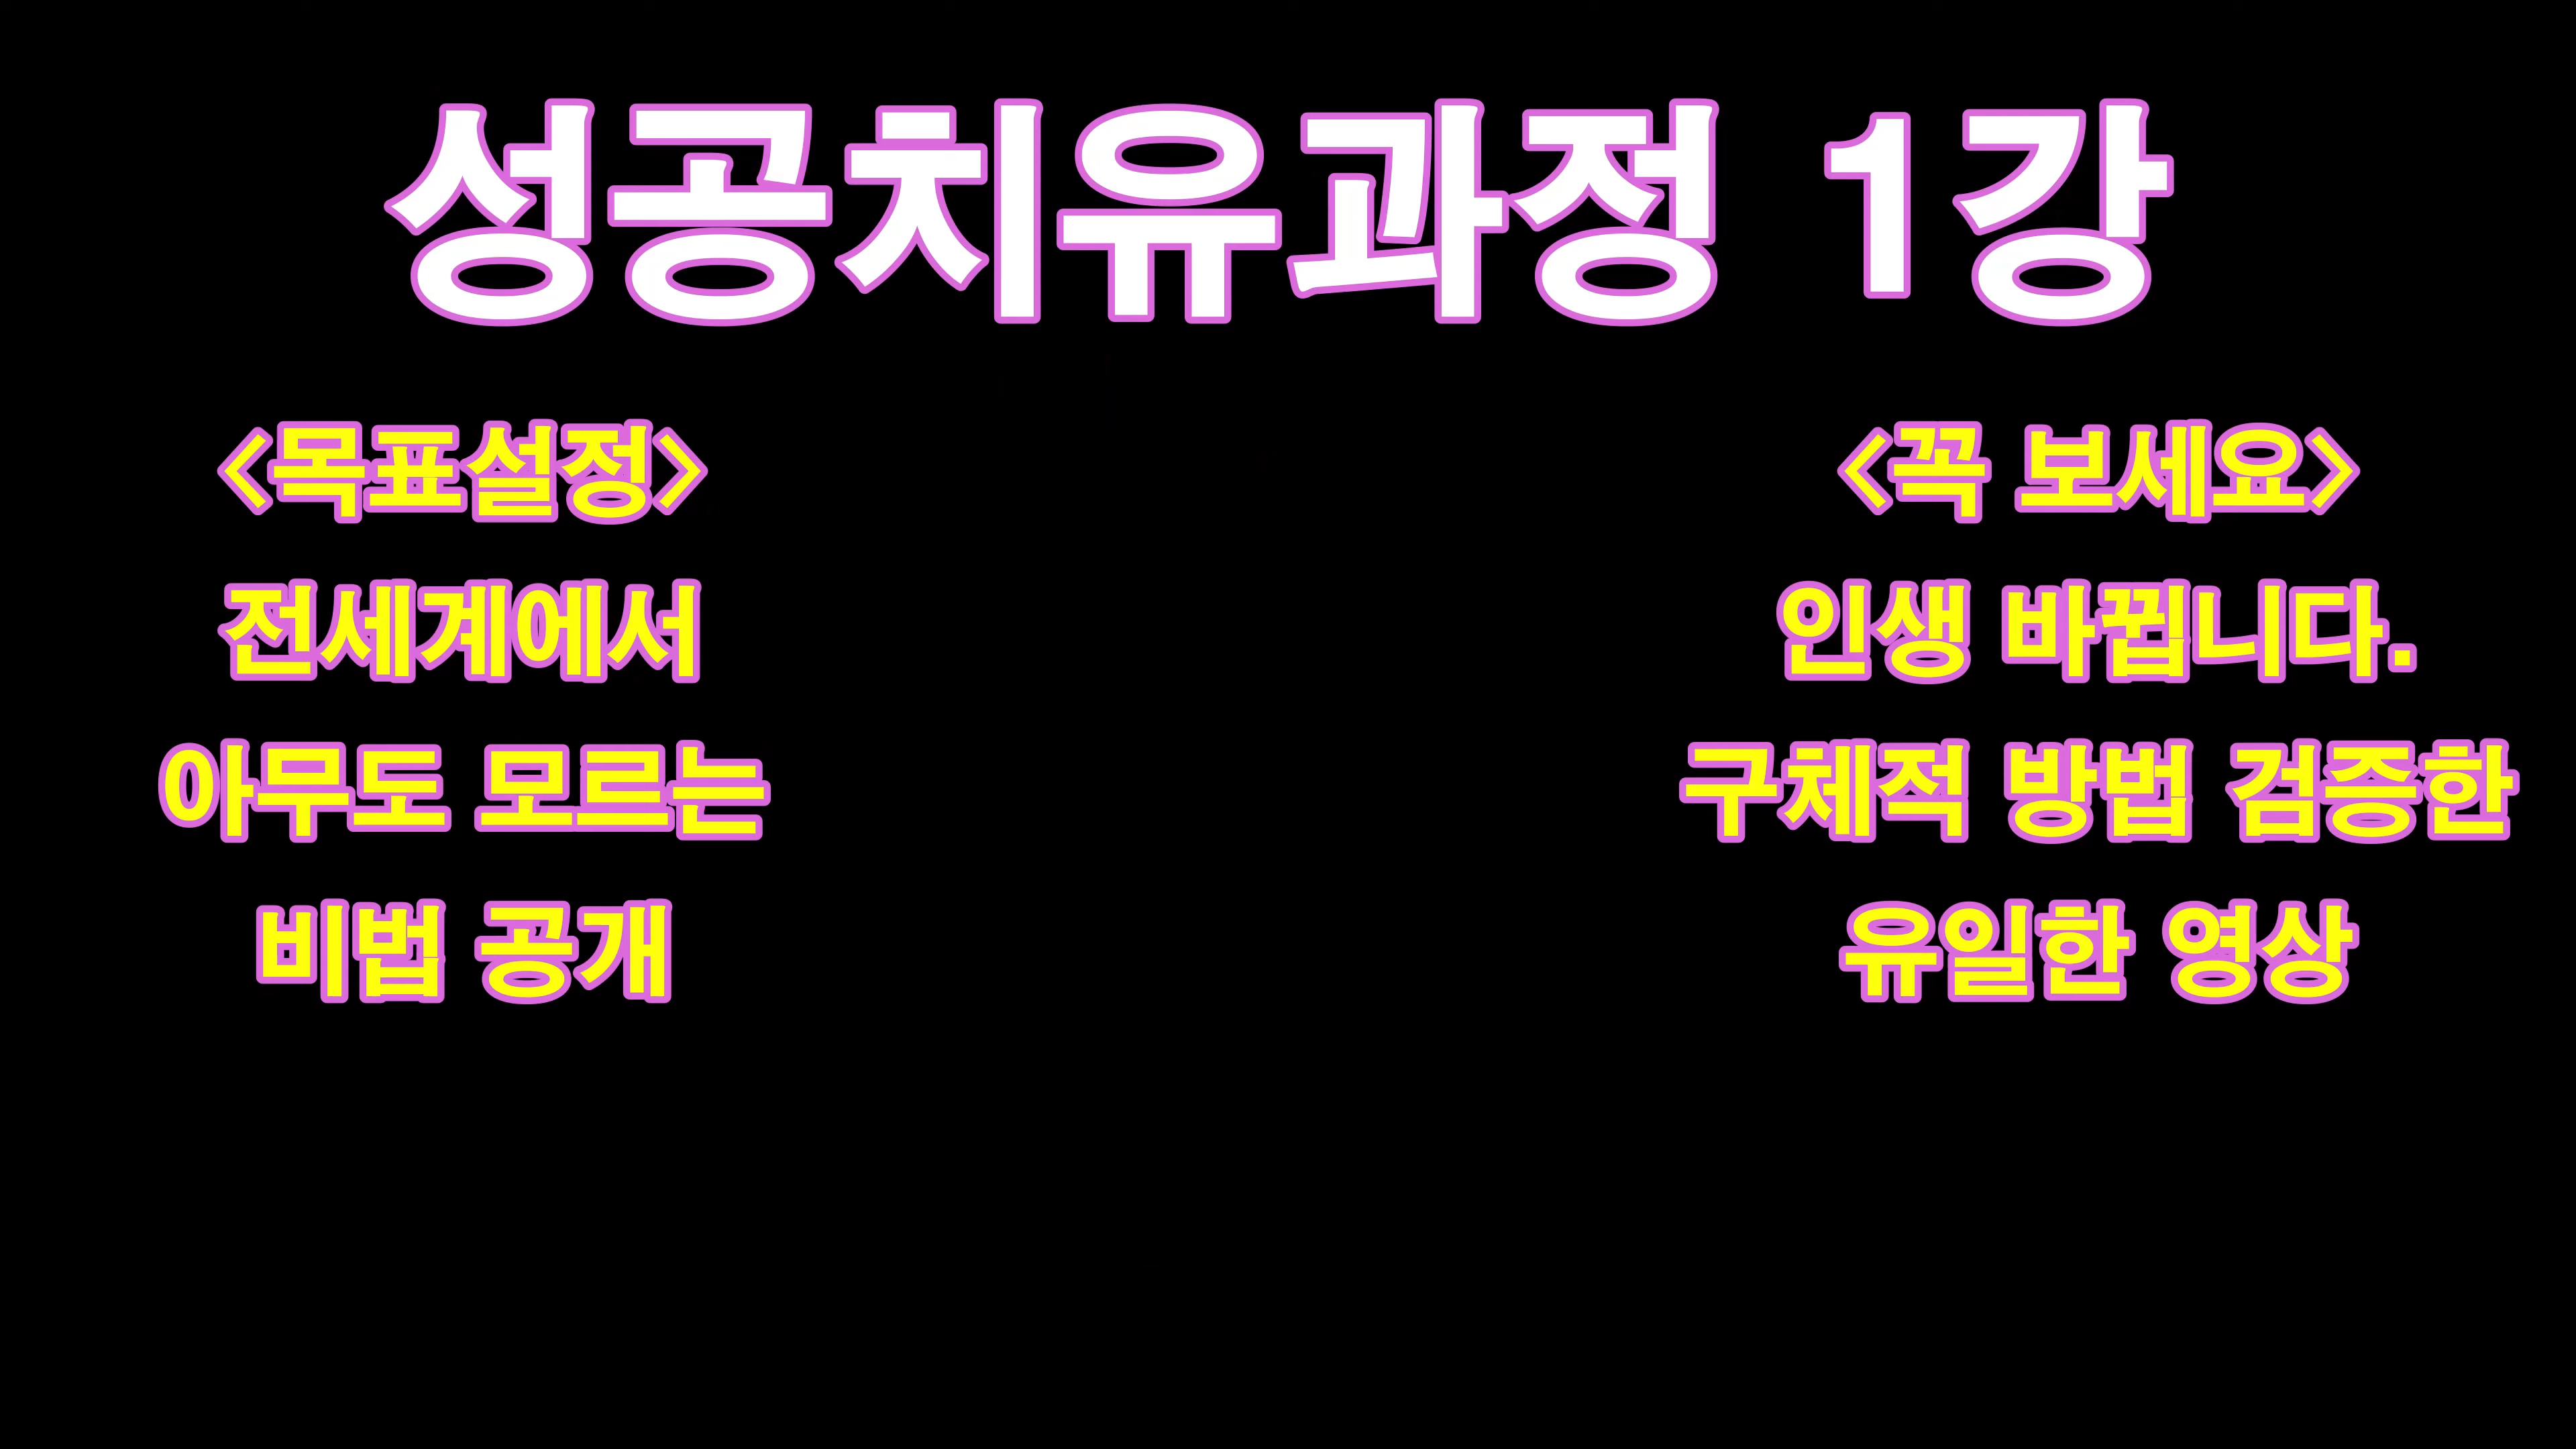 성공치유과정 1강
<목표설정>
전세계에서
아무도 모르는
비법 공개
<꼭 보세요>
인생 바뀝니다.
구체적 방법 검증한
유일한 영상